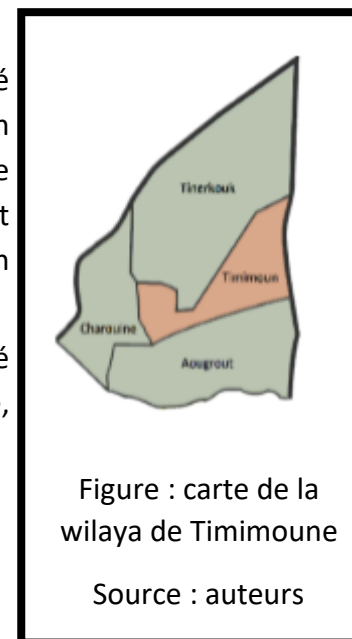 é
n
e
t
n
é
,
Tinerkouk
Timimoun
Charouine
Aougrout
Figure : carte de la
wilaya de Timimoune
Source : auteurs